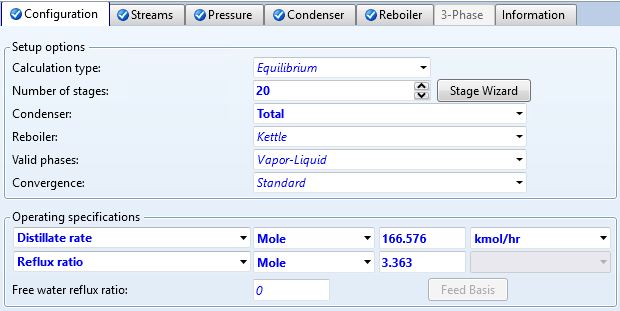 Configuration Streams Pressure Condenser Reboiler 3-Phase Information
Setup options
Calculation type: Equilibrium
Number of stages: 20 Stage Wizard
Condenser: Total
Reboiler: Kettle
Valid phases: Vapor-Liquid
Convergence: Standard
Operating specifications
Distillate rate Mole 166.576 kmol/hr
Reflux ratio Mole 3.363
Free water reflux ratio: 0 Feed Basis